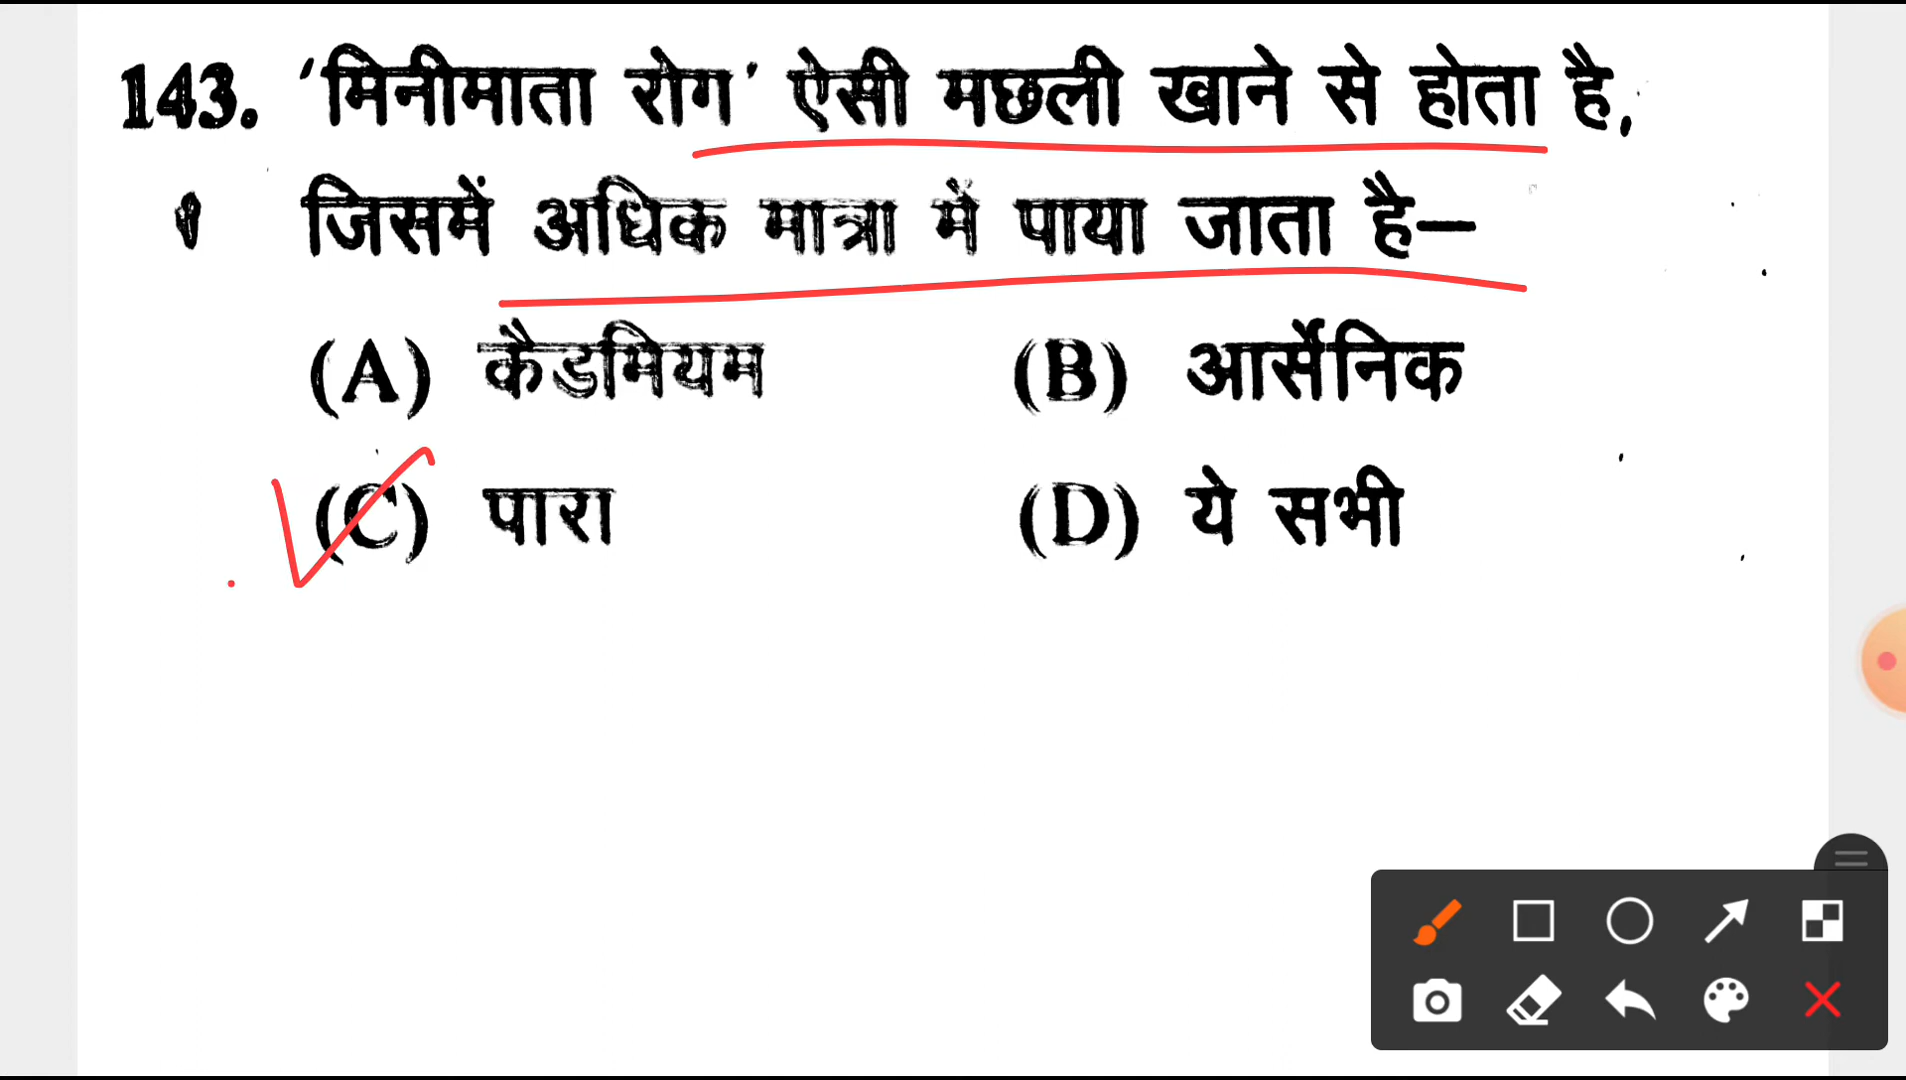 143. 'मिनीमाता रोग' ऐसी मछली खाने से होता है,
जिसमें अधिक मात्रा में पाया जाता है–
(A) कैडमियम (B) आर्सेनिक
(C) पारा (D) ये सभी